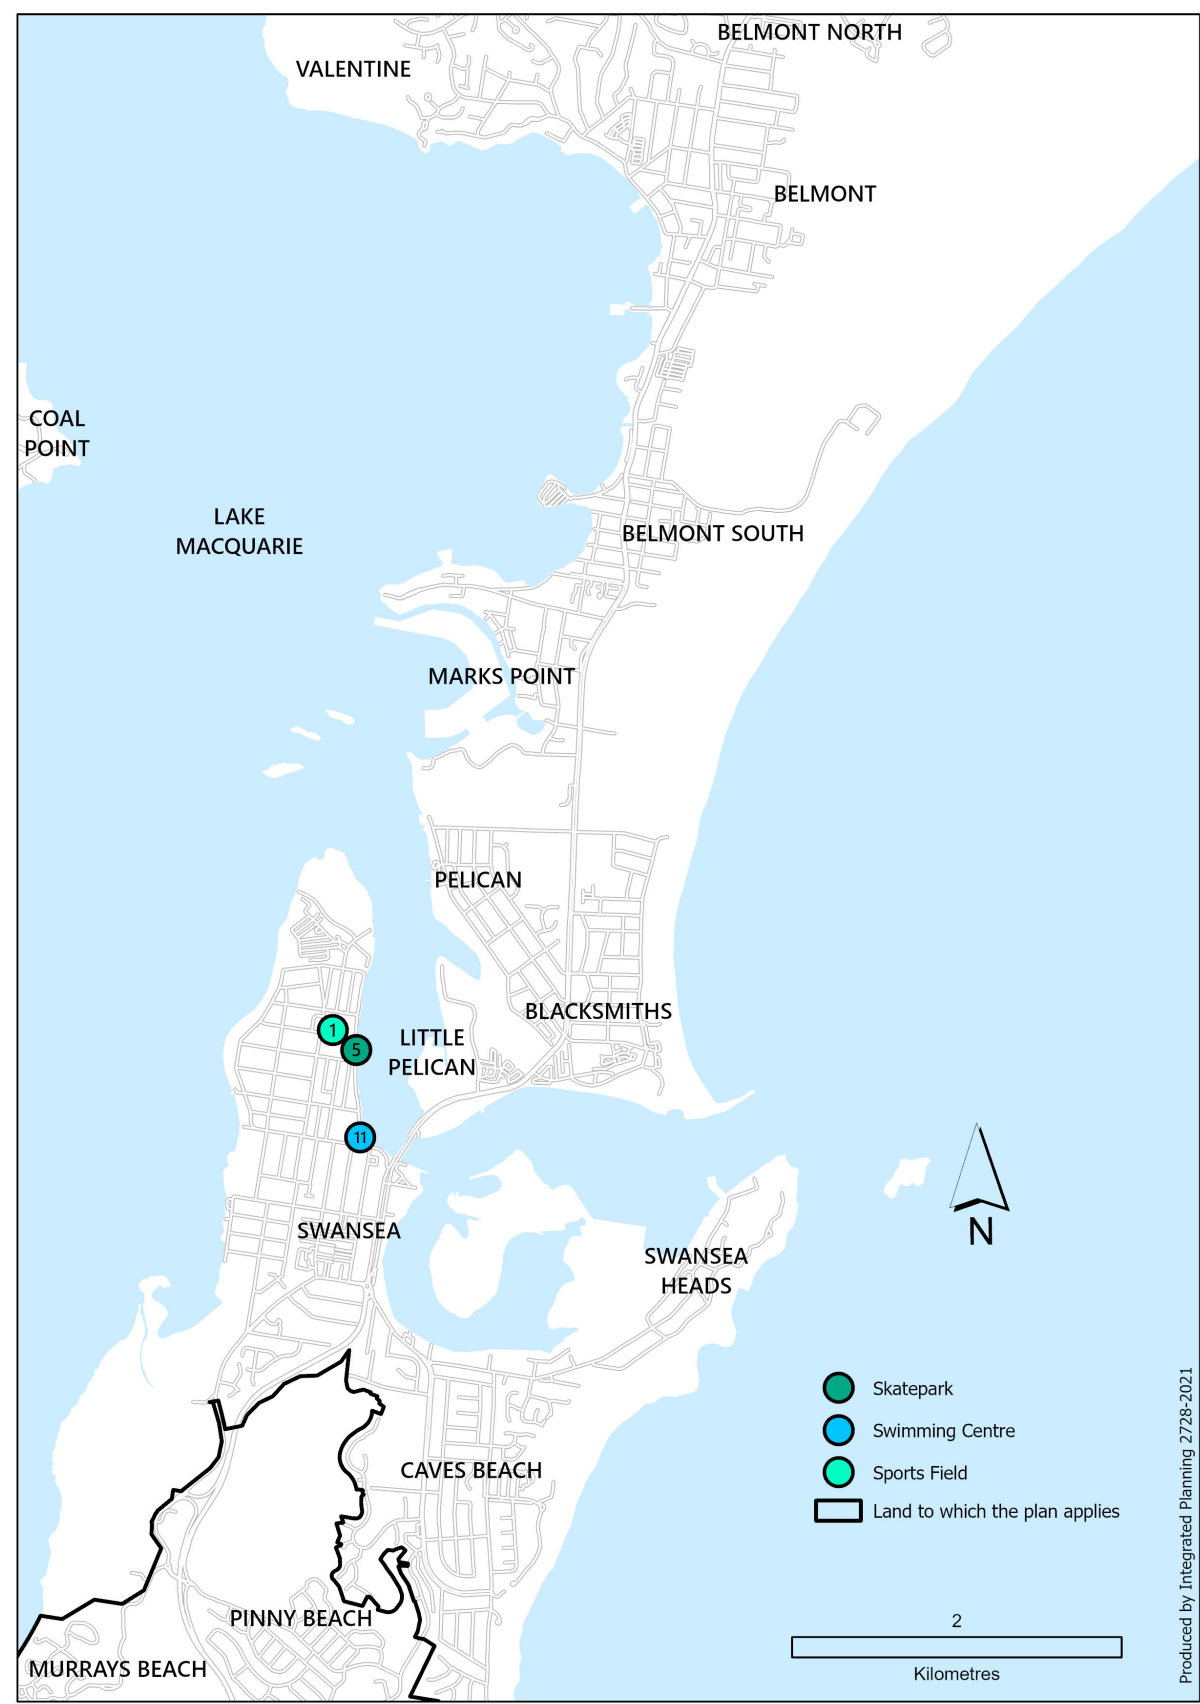 BELMONT NORTH
VALENTINE
BELMONT
COAL
POINT
LAKE
MACQUARIE
BELMONT SOUTH
MARKS POINT
PELICAN
BLACKSMITHS
1
LITTLE
PELICAN
5
11
SWANSEA
N
SWANSEA
HEADS
Skatepark
Swimming Centre
Sports Field
Land to which the plan applies
CAVES BEACH
PINNY BEACH
MURRAYS BEACH
2
Kilometres
Produced by Integrated Planning 2728-2021